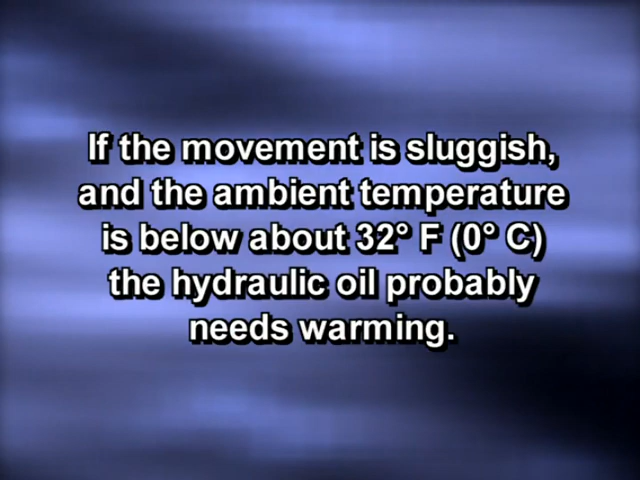 If the movement is sluggish,
and the ambient temperature
is below about 32° F (0° C)
the hydraulic oil probably
needs warming.